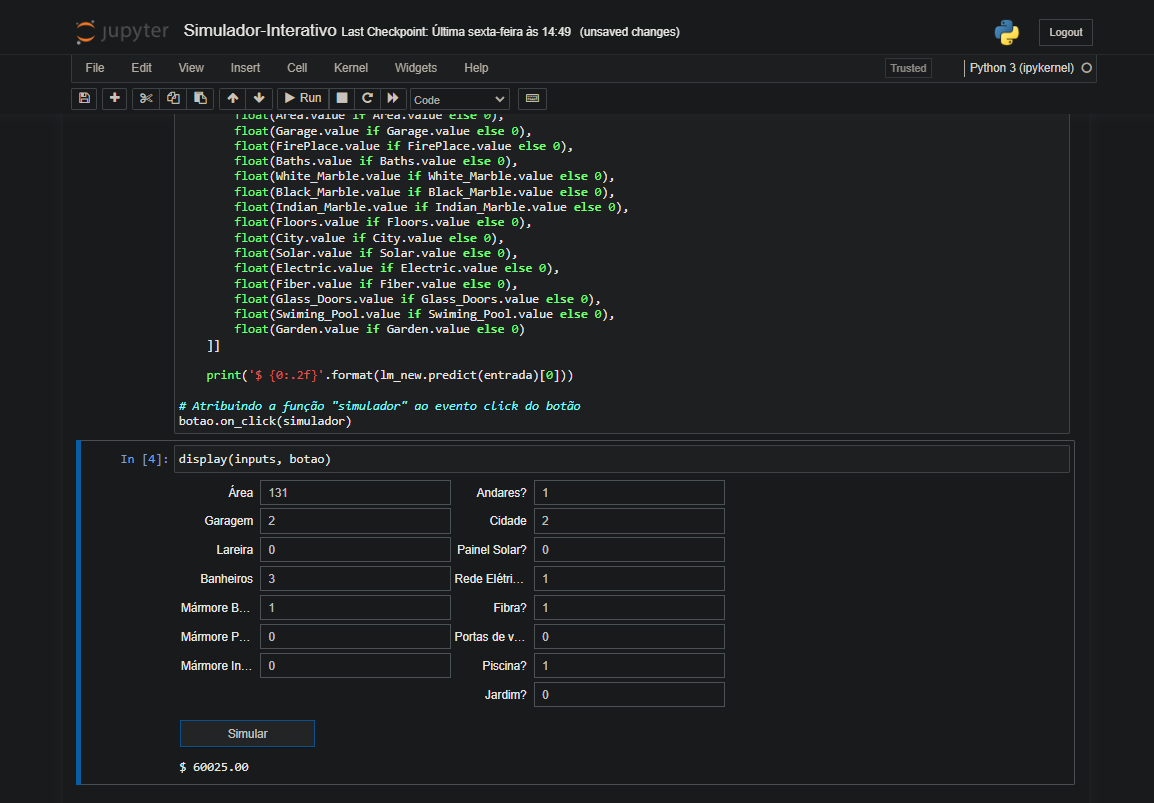 jupyter Simulador-Interativo Last Checkpoint: Última sexta-feira às 14:49 (unsaved changes) Logout
File Edit View Insert Cell Kernel Widgets Help Trusted Python 3 (ipykernel)
Run Code
float(Area.value if Area.value else 0),
float(Garage.value if Garage.value else 0),
float(FirePlace.value if FirePlace.value else 0),
float(Baths.value if Baths.value else 0),
float(White_Marble.value if White_Marble.value else 0),
float(Black_Marble.value if Black_Marble.value else 0),
float(Indian_Marble.value if Indian_Marble.value else 0),
float(Floors.value if Floors.value else 0),
float(City.value if City.value else 0),
float(Solar.value if Solar.value else 0),
float(Electric.value if Electric.value else 0),
float(Fiber.value if Fiber.value else 0),
float(Glass_Doors.value if Glass_Doors.value else 0),
float(Swiming_Pool.value if Swiming_Pool.value else 0),
float(Garden.value if Garden.value else 0)
]]
print('$ {0:.2f}'.format(lm_new.predict(entrada)[0]))
# Atribuindo a função "simulador" ao evento click do botão
botao.on_click(simulador)
In [4]: display(inputs, botao)
Área 131 Andares? 1
Garagem 2 Cidade 2
Lareira 0 Painel Solar? 0
Banheiros 3 Rede Elétri... 1
Mármore B... 1 Fibra? 1
Mármore P... 0 Portas de v... 0
Mármore In... 0 Piscina? 1
Jardim? 0
Simular
$ 60025.00